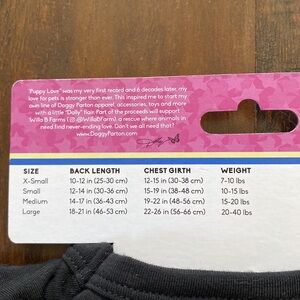 "Puppy Love" was my very first record and 6 decades later, my
love for pets is stronger than ever. This inspired me to start my
own line of Doggy Parton apparel, accessories, toys and more
with a little "Dolly" flair. Part of the proceeds will support
Willa B Farms (@WillaBFarm), a rescue where animals in
need find never-ending love. Don't we all need that?
www.DoggyParton.com
SIZE BACK LENGTH CHEST GIRTH WEIGHT
X-Small 10-12 in (25-30 cm) 12-15 in (30-38 cm) 7-10 lbs
Small 12-14 in (30-36 cm) 15-19 in (38-48 cm) 10-15 lbs
Medium 14-17 in (36-43 cm) 19-22 in (48-56 cm) 15-20 lbs
Large 18-21 in (46-53 cm) 22-26 in (56-66 cm) 20-40 lbs